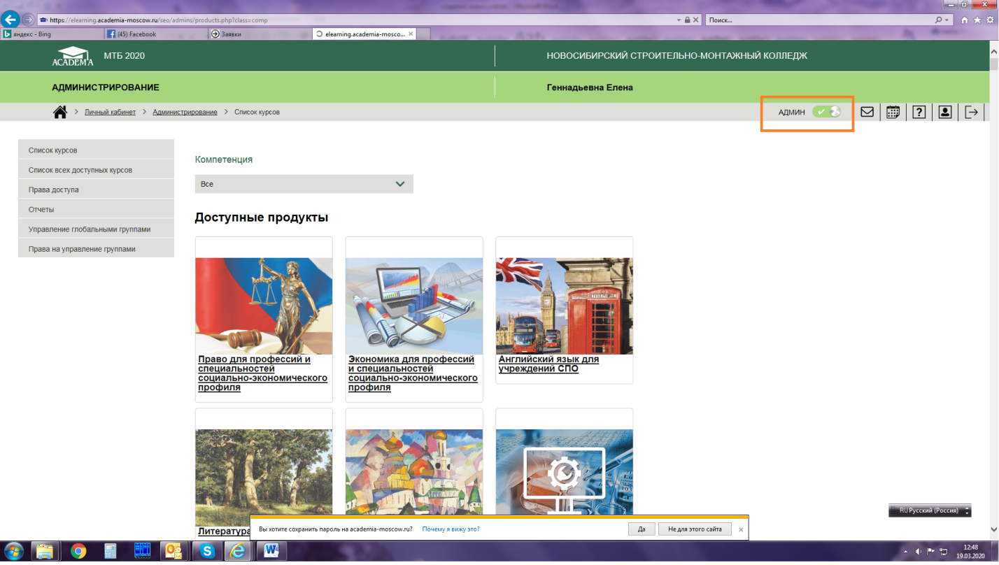 https://elearning.academia-moscow.ru/seo/admins/products.php?class=comp
Поиск...
яндекс - Bing
(45) Facebook
Заявки
elearning.academia-mosco...
ACADEM'A
МТБ 2020
НОВОСИБИРСКИЙ СТРОИТЕЛЬНО-МОНТАЖНЫЙ КОЛЛЕДЖ
АДМИНИСТРИРОВАНИЕ
Геннадьевна Елена
> Личный кабинет > Администрирование > Список курсов
АДМИН
Список курсов
Список всех доступных курсов
Права доступа
Отчеты
Управление глобальными группами
Права на управление группами
Компетенция
Все
Доступные продукты
Право для профессий и
специальностей
социально-экономического
профиля
Экономика для профессий
и специальностей
социально-экономического
профиля
Английский язык для
учреждений СПО
Литература
Вы хотите сохранить пароль на academia-moscow.ru? Почему я вижу это?
Да
Не для этого сайта
RU Русский (Россия)
12:48
19.03.2020